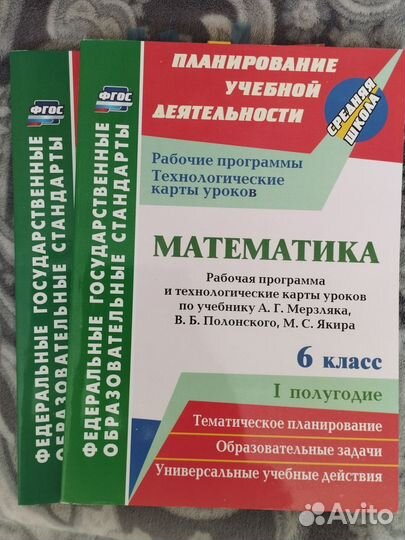 ФГОС
ФЕДЕРАЛЬНЫЕ ГОСУДАРСТВЕННЫЕ
ОБРАЗОВАТЕЛЬНЫЕ СТАНДАРТЫ
ФГОС
ФЕДЕРАЛЬНЫЕ ГОСУДАРСТВЕННЫЕ
ОБРАЗОВАТЕЛЬНЫЕ СТАНДАРТЫ
ПЛАНИРОВАНИЕ
УЧЕБНОЙ
ДЕЯТЕЛЬНОСТИ
СРЕДНЯЯ
ШКОЛА
Рабочие программы
Технологические
карты уроков
МАТЕМАТИКА
Рабочая программа
и технологические карты уроков
по учебнику А. Г. Мерзляка,
В. Б. Полонского, М. С. Якира
6 класс
I полугодие
Тематическое планирование
Образовательные задачи
Универсальные учебные действия
Avito